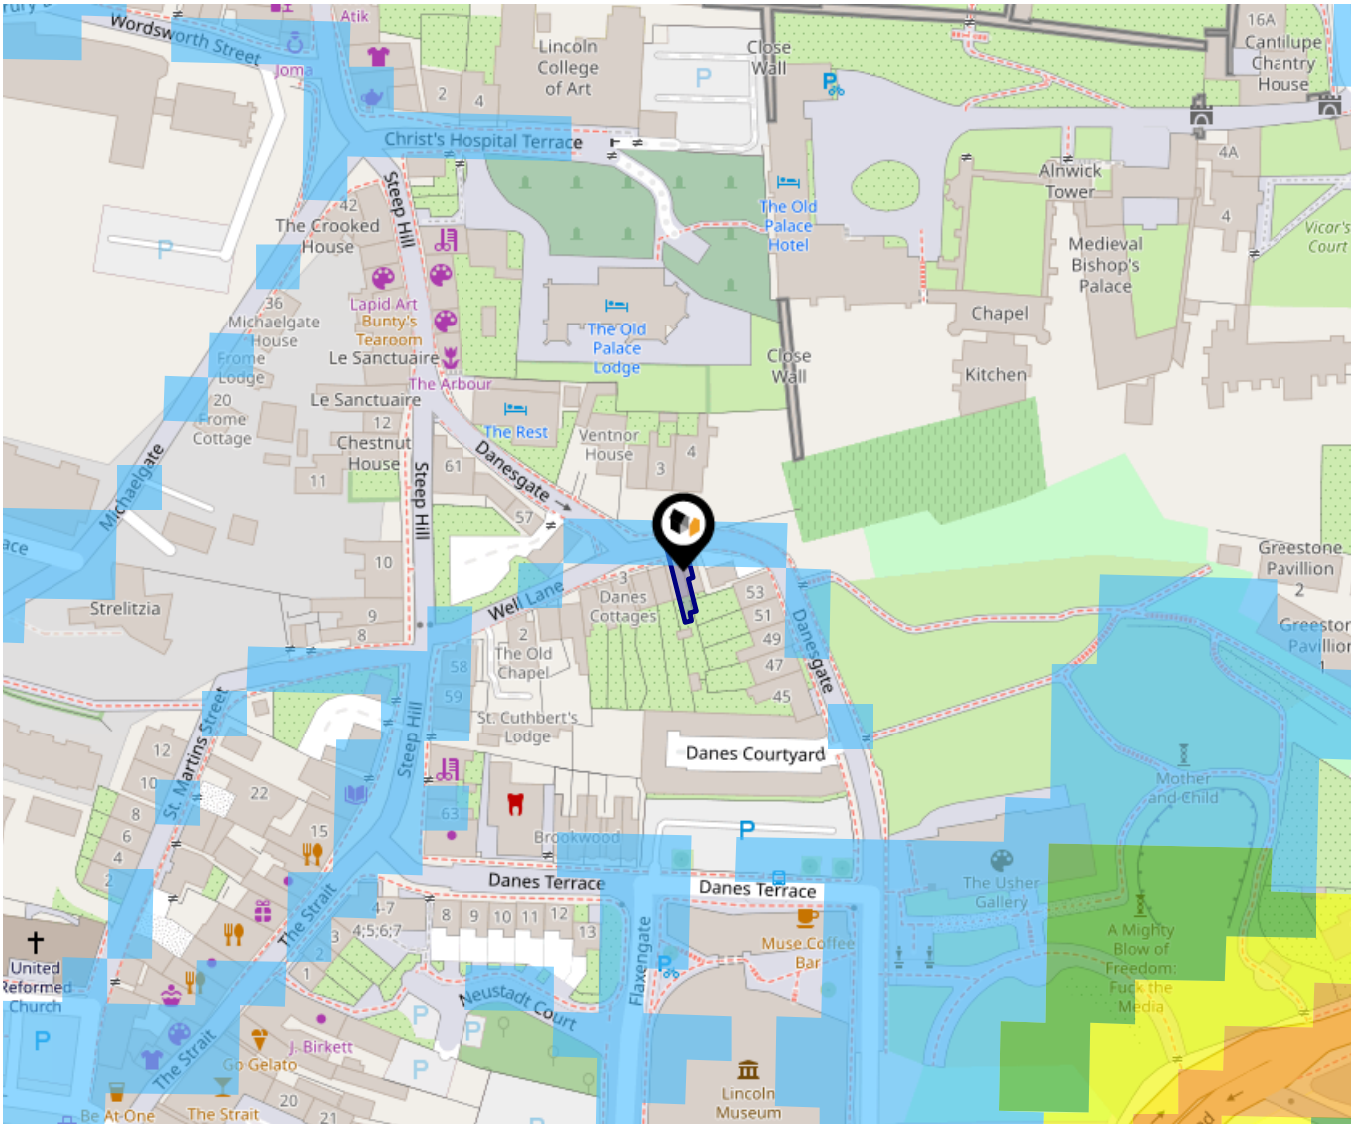 Wordsworth Street
Atik
Joma
2
4
Lincoln
College
of Art
P
Close
Wall
P
16A
Cantilupe
Chantry
House
Christ's Hospital Terrace
4A
Alnwick
Tower
4
Vicar's
Court
Steep Hill
42
The Crooked
House
P
The Old
Palace
Hotel
Medieval
Bishop's
Palace
Lapid Art
Bunty's
Tearoom
36
Michaelgate
House
Le Sanctuaire
The Arbour
The Old
Palace
Lodge
Chapel
Close
Wall
Kitchen
Frome
Lodge
20
Frome
Cottage
Le Sanctuaire
12
Chestnut
House
11
The Rest
Ventnor
House
3
4
61
Danesgate
57
Steep Hill
Michaelgate
ace
10
Strelitzia
9
8
Well Lane
3
Danes
Cottages
53
51
49
47
45
Danesgate
Greestone
Pavillion
2
Greeston
Pavillion
1
2
The Old
Chapel
58
59
St. Cuthbert's
Lodge
Steep Hill
St. Martins Street
Danes Courtyard
12
10
8
6
4
2
22
15
63
Brookwood
P
Mother
and Child
Danes Terrace
Danes Terrace
The Usher
Gallery
The Strait
4-7
4;5;6;7
3
2
1
8
9
10
11
12
13
Flaxengate
Muse Coffee
Bar
A Mighty
Blow of
Freedom:
Fuck the
Media
United
Reformed
Church
P
Neustadt Court
P
P
P
P
The Strait
Go Gelato
J. Birkett
Be At One
The Strait
20
21
Lincoln
Museum